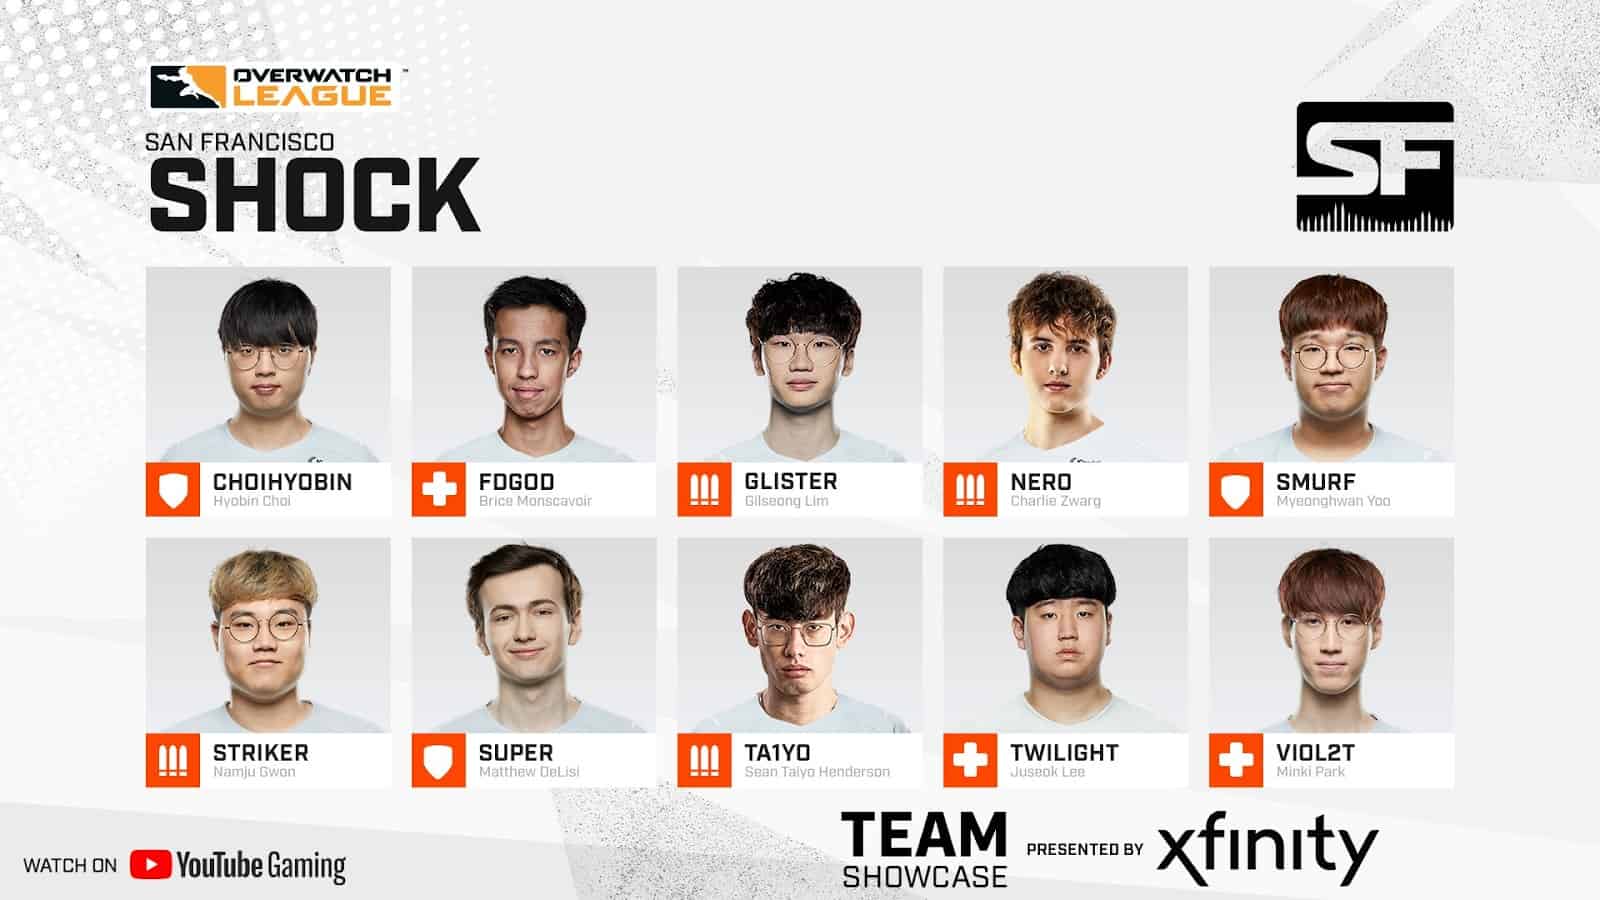 OVERWATCH
LEAGUE
SAN FRANCISCO
SHOCK
SF
CHOIHYOBIN
Hyobin Choi
FDGOD
Brice Monscavoir
GLISTER
Gilseong Lim
NERO
Charlie Zwarg
SMURF
Myeonghwan Yoo
STRIKER
Namju Gwon
SUPER
Matthew DeLisi
TA1YO
Sean Taiyo Henderson
TWILIGHT
Juseok Lee
VIOL2T
Minki Park
WATCH ON YouTube Gaming
TEAM
SHOWCASE
PRESENTED BY xfinity